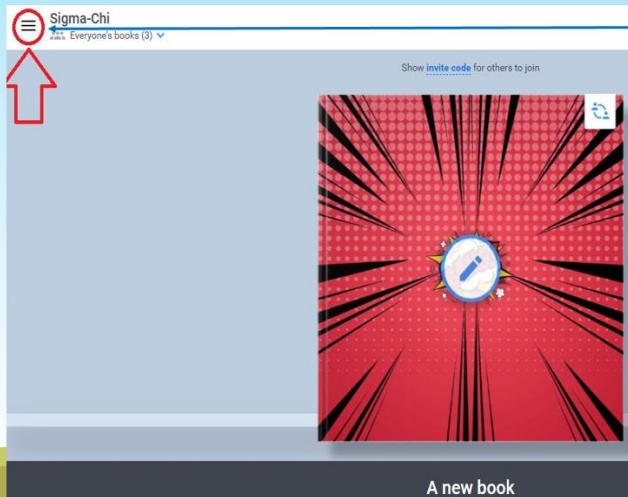 Sigma-Chi
Everyone's books (3)
Show invite code for others to join
A new book